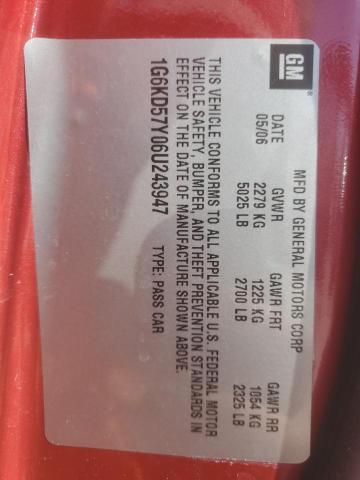 GM
MFD BY GENERAL MOTORS CORP
DATE GVWR GAWR FRT GAWR RR
05/06 2279 KG 1225 KG 1054 KG
5025 LB 2700 LB 2325 LB
THIS VEHICLE CONFORMS TO ALL APPLICABLE U.S. FEDERAL MOTOR
VEHICLE SAFETY, BUMPER, AND THEFT PREVENTION STANDARDS IN
EFFECT ON THE DATE OF MANUFACTURE SHOWN ABOVE.
1G6KD57Y06U243947 TYPE: PASS CAR